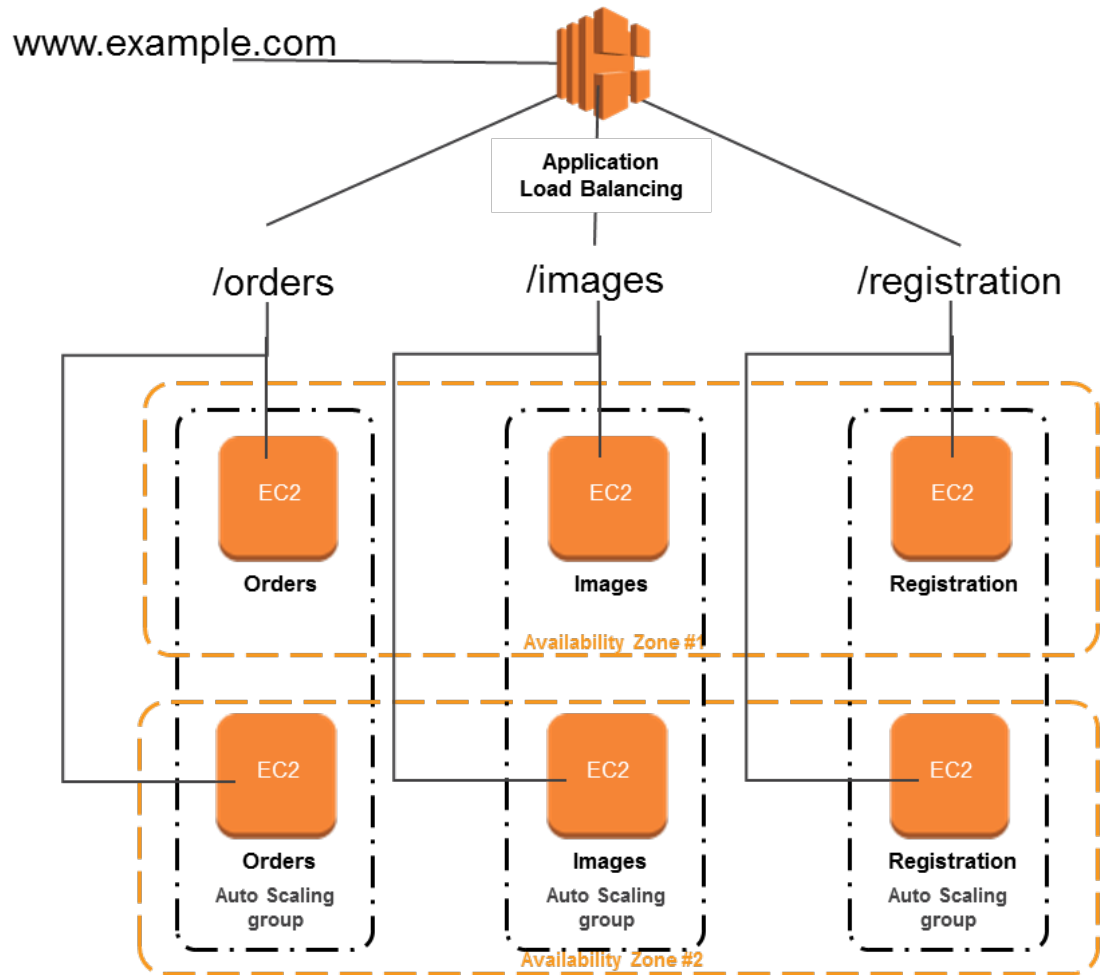 www.example.com
Application
Load Balancing
/orders
/images
/registration
EC2
EC2
EC2
Orders
Images
Registration
Availability Zone #1
EC2
EC2
EC2
Orders
Images
Registration
Auto Scaling
group
Auto Scaling
group
Auto Scaling
group
Availability Zone #2